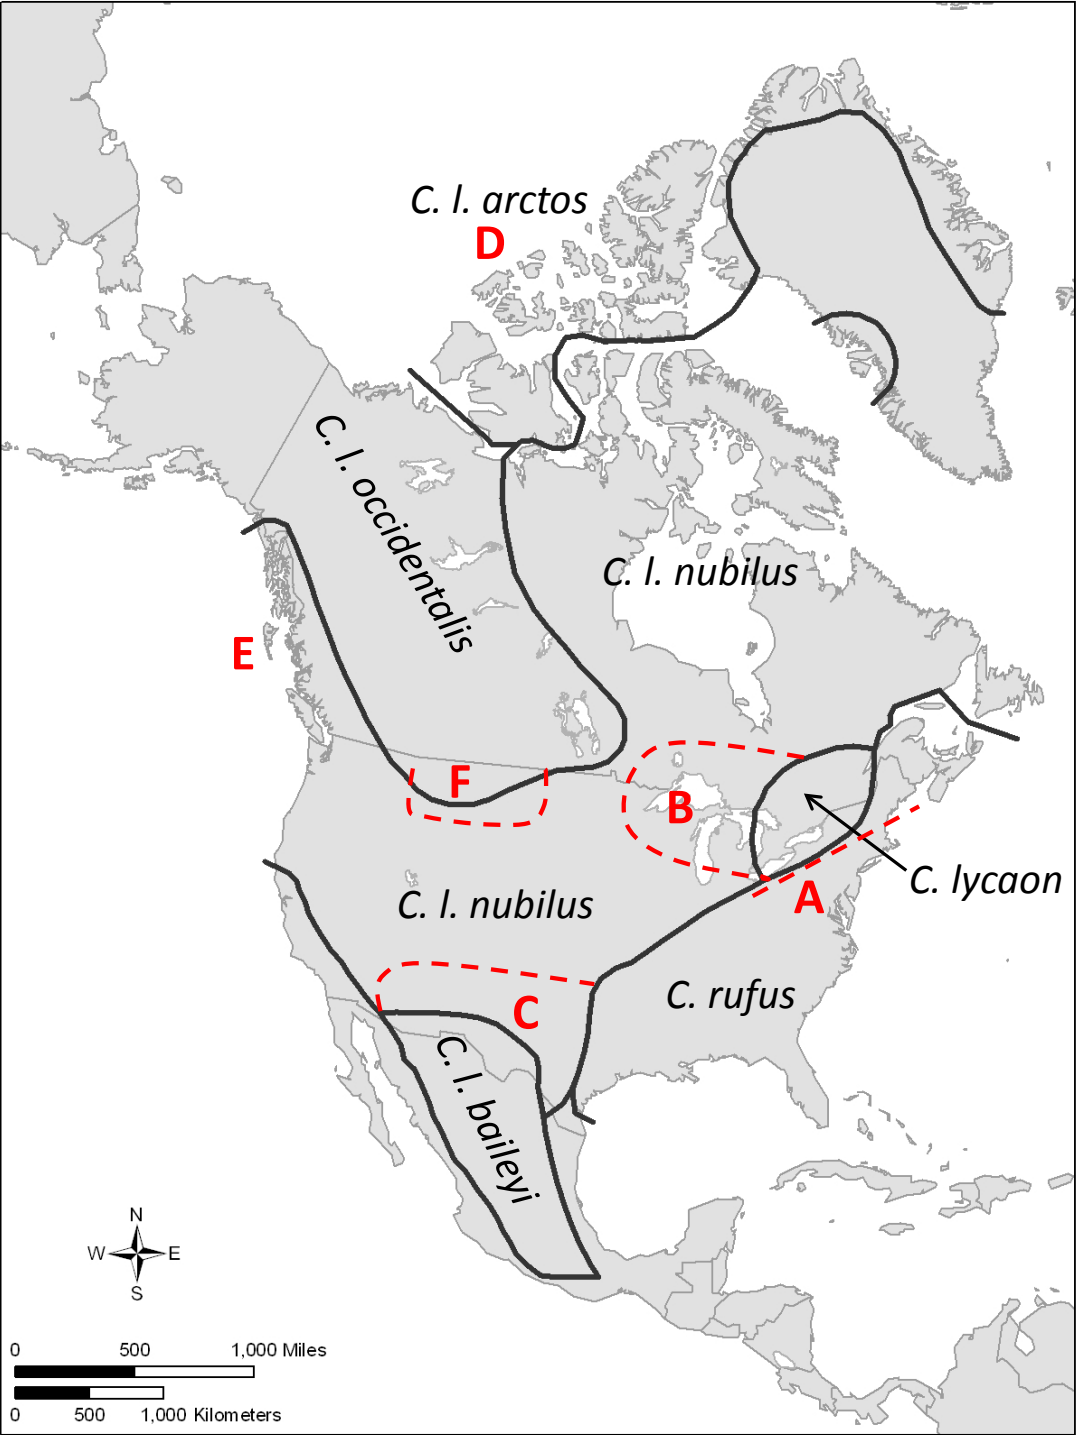 C. l. arctos
D
C. l. occidentalis
C. l. nubilus
E
F
B
C. lycaon
A
C. l. nubilus
C. rufus
C
C. l. baileyi
N
W E
S
0 500 1,000 Miles
0 500 1,000 Kilometers